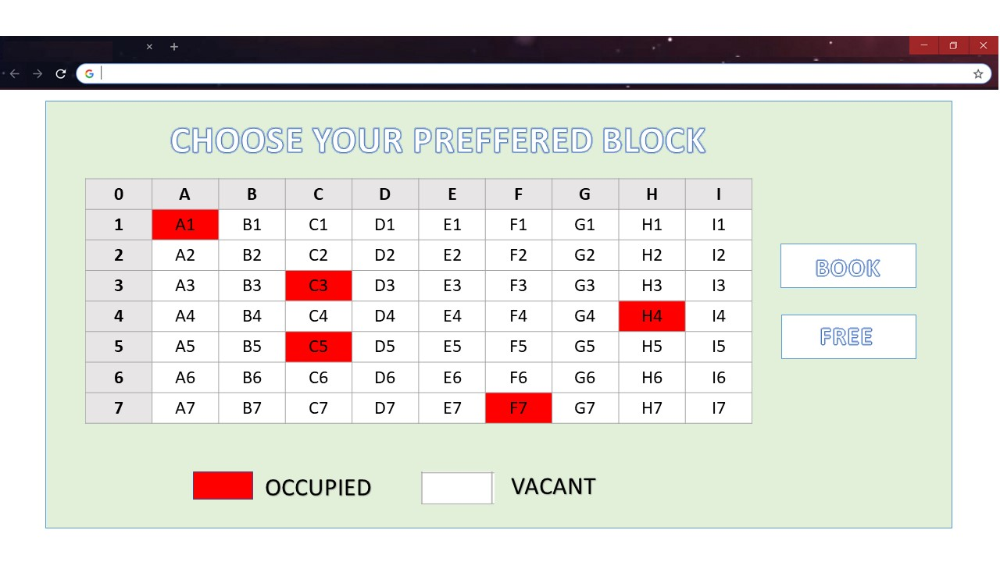 CHOOSE YOUR PREFFERED BLOCK
0 A B C D E F G H I
1 A1 B1 C1 D1 E1 F1 G1 H1 I1
2 A2 B2 C2 D2 E2 F2 G2 H2 I2
3 A3 B3 C3 D3 E3 F3 G3 H3 I3
4 A4 B4 C4 D4 E4 F4 G4 H4 I4
5 A5 B5 C5 D5 E5 F5 G5 H5 I5
6 A6 B6 C6 D6 E6 F6 G6 H6 I6
7 A7 B7 C7 D7 E7 F7 G7 H7 I7
BOOK
FREE
OCCUPIED VACANT